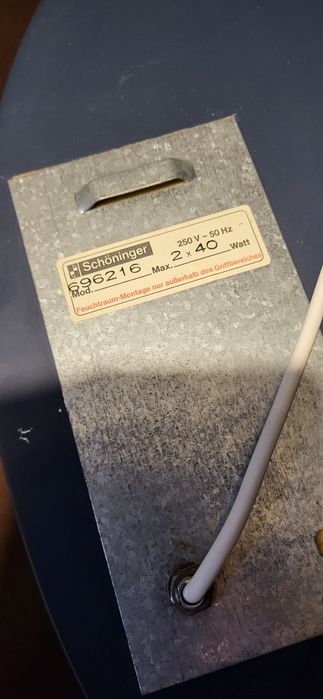 Schöninger 250 V – 50 Hz
Mod. 696216 Max. 2 x 40 Watt
Feuchtraum-Montage nur außerhalb des Griffbereiches